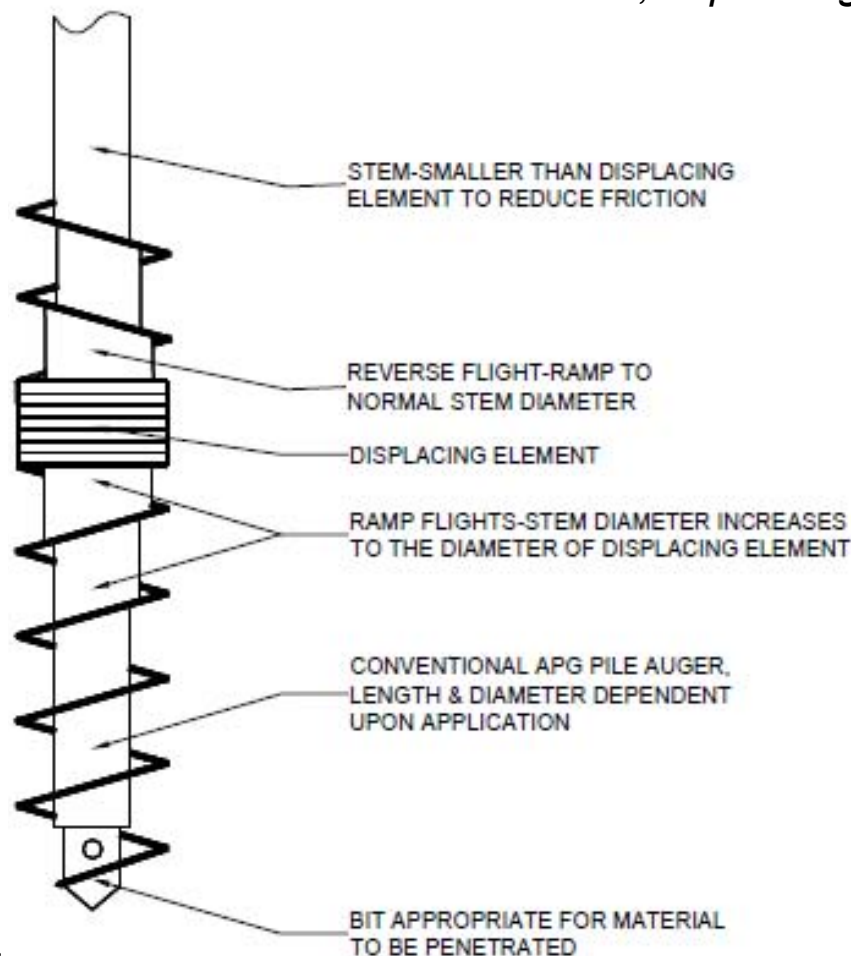 STEM-SMALLER THAN DISPLACING
ELEMENT TO REDUCE FRICTION
REVERSE FLIGHT-RAMP TO
NORMAL STEM DIAMETER
DISPLACING ELEMENT
RAMP FLIGHTS-STEM DIAMETER INCREASES
TO THE DIAMETER OF DISPLACING ELEMENT
CONVENTIONAL APG PILE AUGER,
LENGTH & DIAMETER DEPENDENT
UPON APPLICATION
BIT APPROPRIATE FOR MATERIAL
TO BE PENETRATED